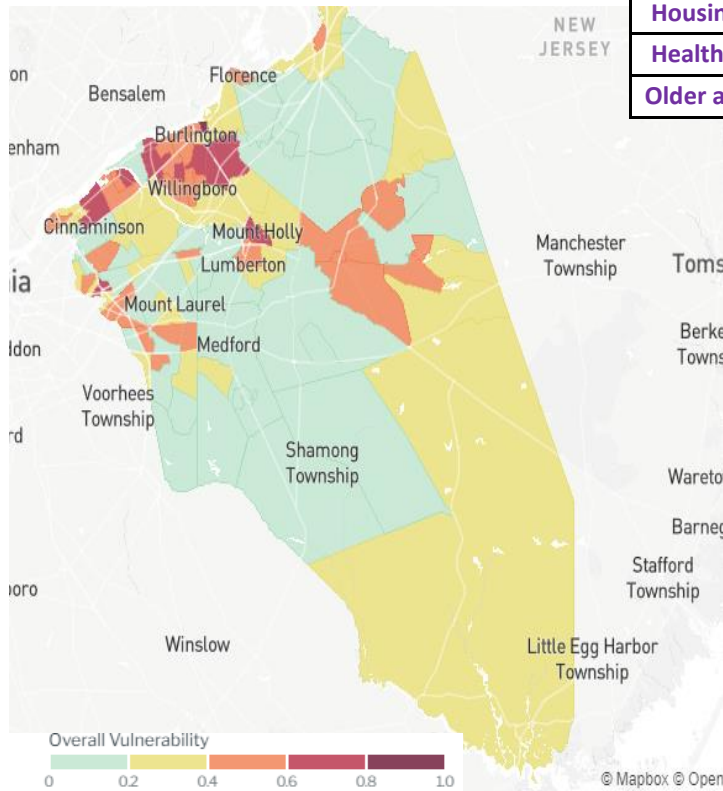 Housin
Health
Older a
NEW
JERSEY
on
Florence
Bensalem
Burlington
enham
Willingboro
Cinnaminson
Mount Holly
Manchester
Township
Lumberton
ia
Toms
Mount Laurel
Berke
Towns
ddon
Medford
Voorhees
Township
rd
Shamong
Township
Wareto
Barneg
Stafford
Township
oro
Winslow
Little Egg Harbor
Township
Overall Vulnerability
0 0.2 0.4 0.6 0.8 1.0
© Mapbox © Open